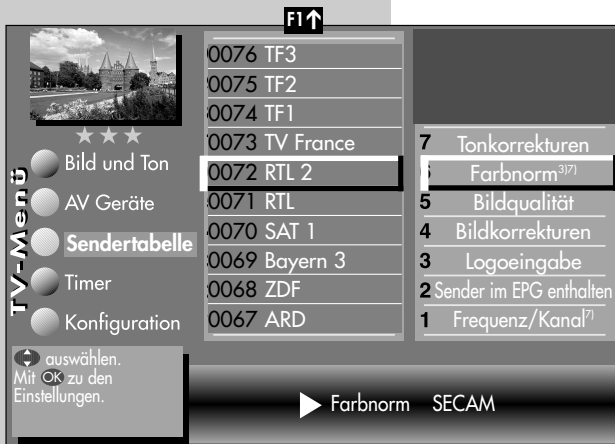 F1↑
TV-Menü
Bild und Ton
AV Geräte
Sendertabelle
Timer
Konfiguration
auswählen.
Mit OK zu den
Einstellungen.
0076 TF3
0075 TF2
0074 TF1
0073 TV France
0072 RTL 2
0071 RTL
0070 SAT 1
0069 Bayern 3
0068 ZDF
0067 ARD
7 Tonkorrekturen
6 Farbnorm3)7)
5 Bildqualität
4 Bildkorrekturen
3 Logoeingabe
2 Sender im EPG enthalten
1 Frequenz/Kanal7)
Farbnorm SECAM